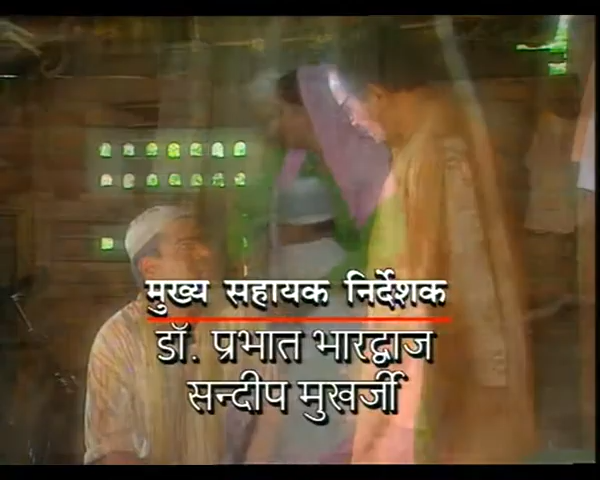 मुख्य सहायक निर्देशक
डॉ. प्रभात भारद्वाज
सन्दीप मुखर्जी